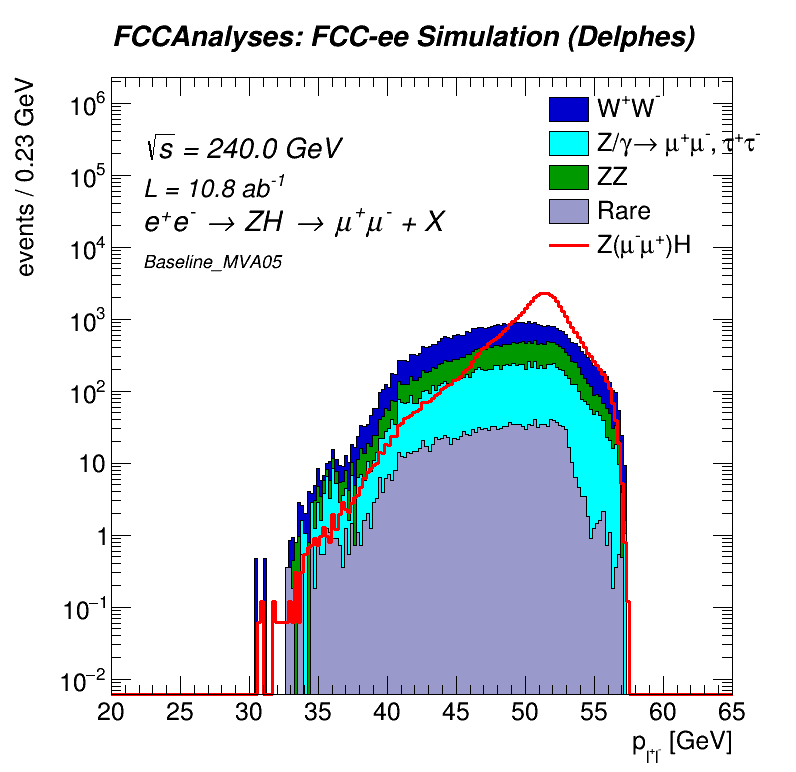 FCCAnalyses: FCC-ee Simulation (Delphes)
events / 0.23 GeV
√s = 240.0 GeV
L = 10.8 ab⁻¹
e⁺e⁻ → ZH → μ⁺μ⁻ + X
Baseline_MVA05
W⁺W⁻
Z/γ→ μ⁺μ⁻, τ⁺τ⁻
ZZ
Rare
Z(μ⁻μ⁺)H
10⁶
10⁵
10⁴
10³
10²
10
1
10⁻¹
10⁻²
20 25 30 35 40 45 50 55 60 65
p_l⁺l⁻ [GeV]